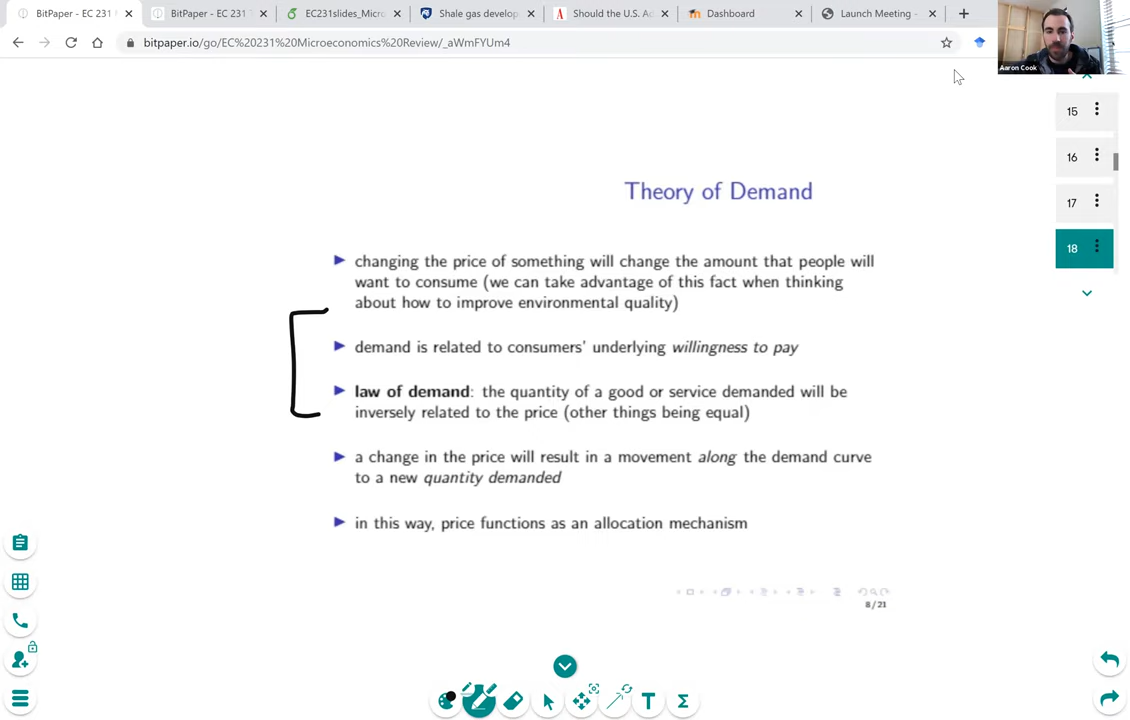 BitPaper - EC 231 M
BitPaper - EC 231 T
EC231slides_Micro
Shale gas develop
Should the U.S. Ad
Dashboard
Launch Meeting -
bitpaper.io/go/EC%20231%20Microeconomics%20Review/_aWmFYUm4
Aaron Cook
15
16
17
18
Theory of Demand
changing the price of something will change the amount that people will
want to consume (we can take advantage of this fact when thinking
about how to improve environmental quality)
demand is related to consumers' underlying willingness to pay
law of demand: the quantity of a good or service demanded will be
inversely related to the price (other things being equal)
a change in the price will result in a movement along the demand curve
to a new quantity demanded
in this way, price functions as an allocation mechanism
8/21
T
Σ